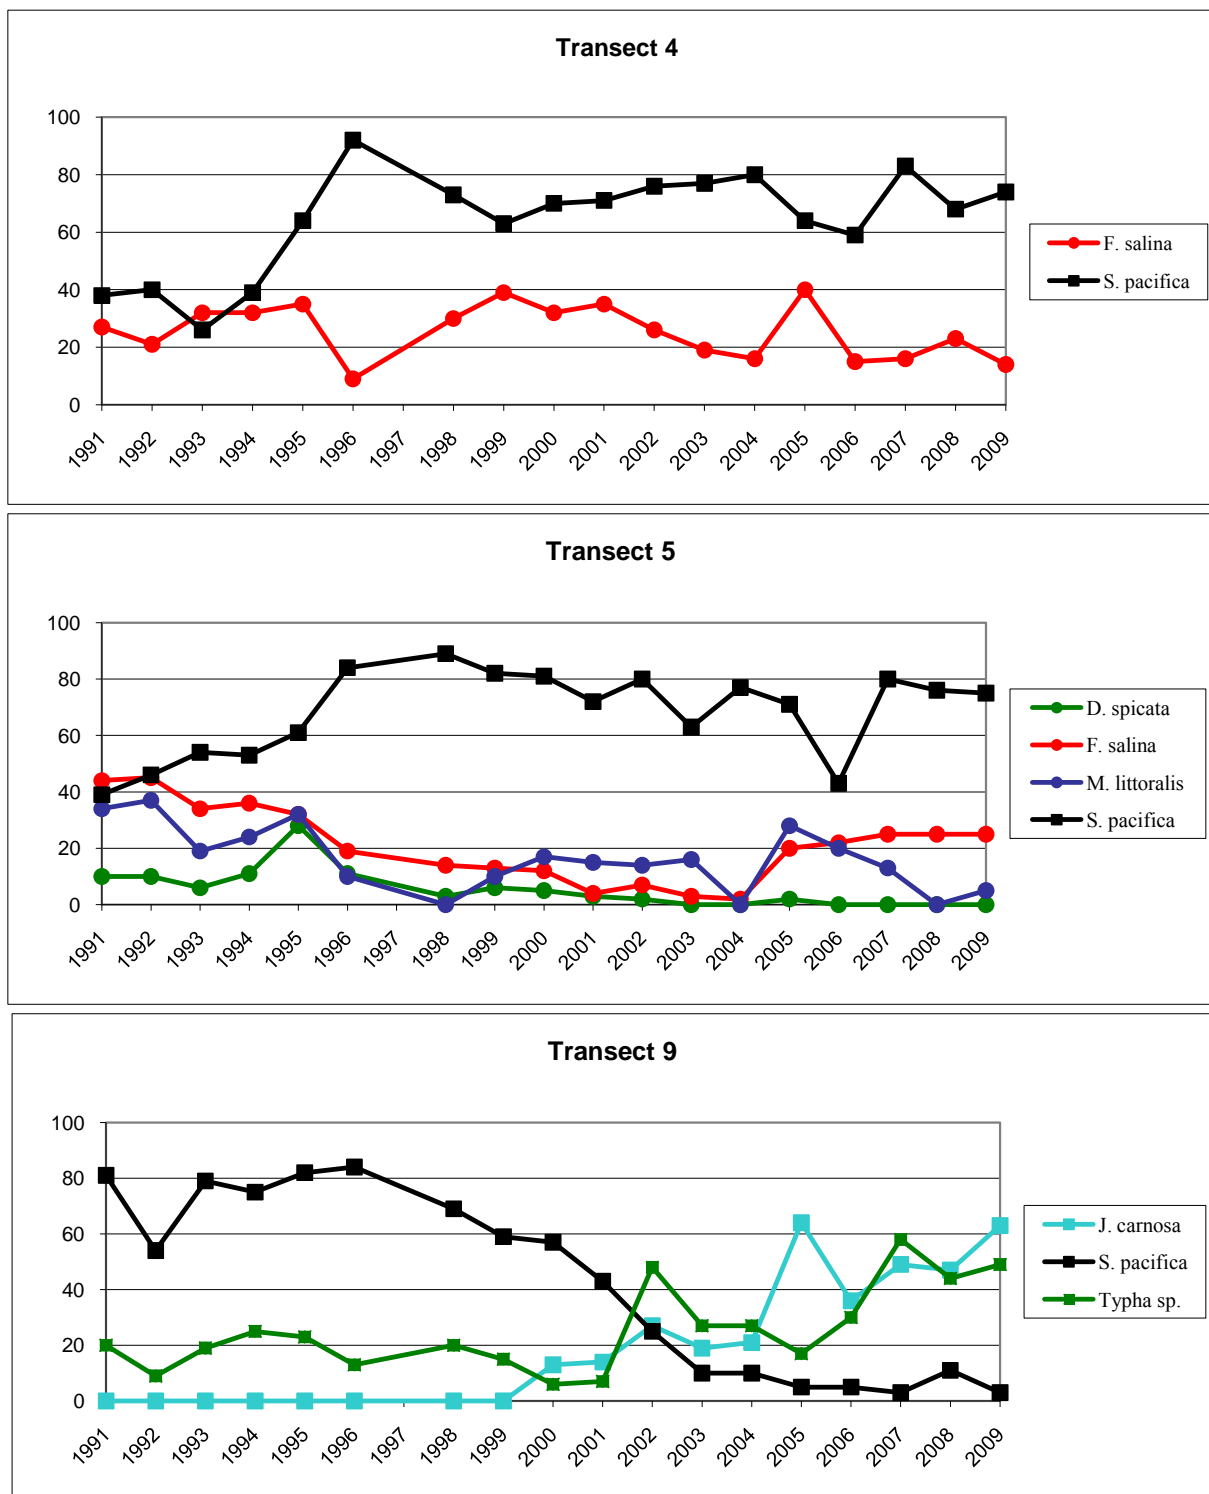 Transect 4
100
80
60
40
20
0
1991 1992 1993 1994 1995 1996 1997 1998 1999 2000 2001 2002 2003 2004 2005 2006 2007 2008 2009
F. salina
S. pacifica
Transect 5
100
80
60
40
20
0
1991 1992 1993 1994 1995 1996 1997 1998 1999 2000 2001 2002 2003 2004 2005 2006 2007 2008 2009
D. spicata
F. salina
M. littoralis
S. pacifica
Transect 9
100
80
60
40
20
0
1991 1992 1993 1994 1995 1996 1997 1998 1999 2000 2001 2002 2003 2004 2005 2006 2007 2008 2009
J. carnosa
S. pacifica
Typha sp.